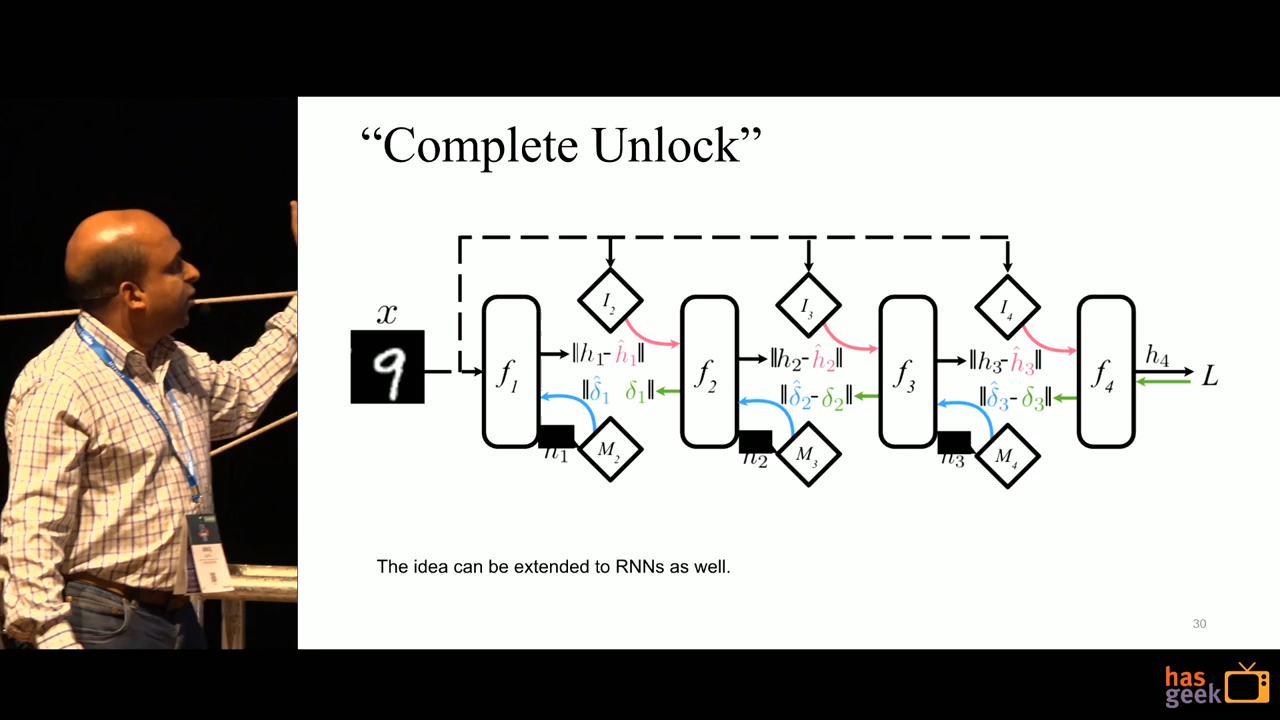 “Complete Unlock”
x
I₂ I₃ I₄
f₁ ‖h₁-ĥ₁‖ f₂ ‖h₂-ĥ₂‖ f₃ ‖h₃-ĥ₃‖ f₄ h₄ L
9
‖δ̂₁ δ₁‖ ‖δ̂₂-δ₂‖ ‖δ̂₃-δ₃‖
h₁ M₂ h₂ M₃ h₃ M₄
The idea can be extended to RNNs as well.
30
has
geek